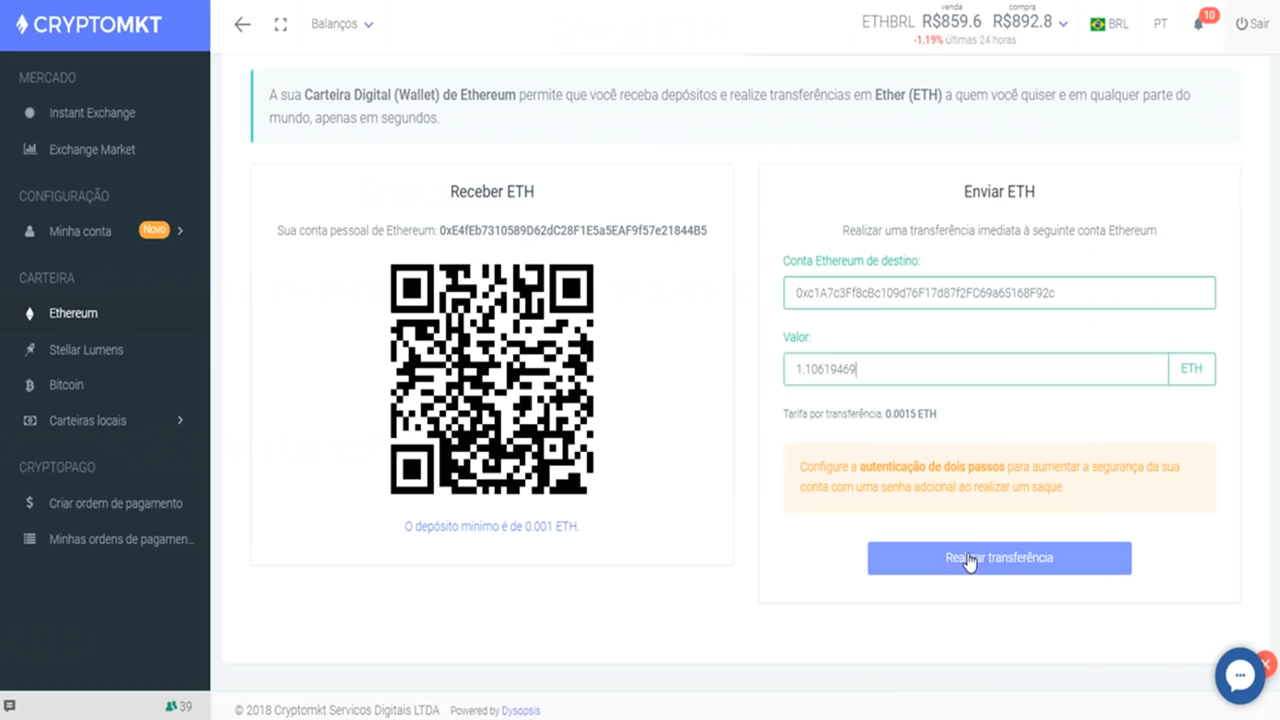 CRYPTOMKT
Balanços
venda compra
ETHBRL R$859.6 R$892.8
-1.19% últimas 24 horas
BRL
PT
10
Sair
MERCADO
Instant Exchange
Exchange Market
CONFIGURAÇÃO
Minha conta Novo
CARTEIRA
Ethereum
Stellar Lumens
Bitcoin
Carteiras locais
CRYPTOPAGO
Criar ordem de pagamento
Minhas ordens de pagamen...
39
A sua Carteira Digital (Wallet) de Ethereum permite que você receba depósitos e realize transferências em Ether (ETH) a quem você quiser e em qualquer parte do
mundo, apenas em segundos.
Receber ETH
Sua conta pessoal de Ethereum: 0xE4fEb7310589D62dC28F1E5a5EAF9f57e21844B5
O depósito mínimo é de 0.001 ETH.
Enviar ETH
Realizar uma transferência imediata à seguinte conta Ethereum
Conta Ethereum de destino:
0xc1A7c3Ff8cBc109d76F17d87f2FC69a65168F92c
Valor:
1.10619469 ETH
Tarifa por transferência: 0.0015 ETH
Configure a autenticação de dois passos para aumentar a segurança da sua
conta com uma senha adcional ao realizar um saque.
Realizar transferência
© 2018 Cryptomkt Servicos Digitais LTDA Powered by Dysopsis